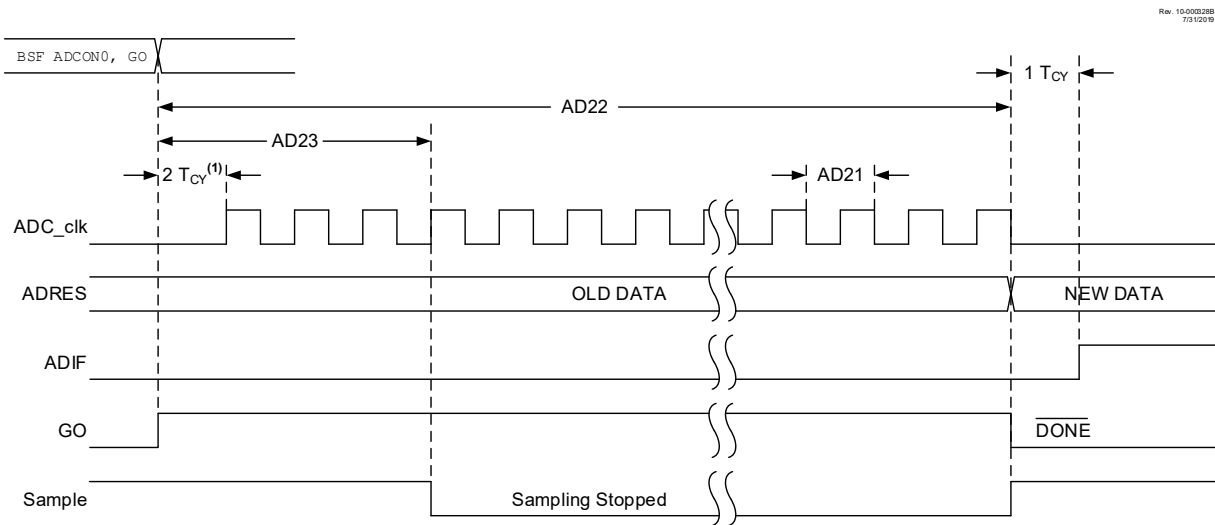 Rev. 10-000328B
7/31/2019
BSF ADCON0, GO
1 TCY
AD22
AD23
2 TCY(1)
AD21
ADC_clk
ADRES
OLD DATA
NEW DATA
ADIF
GO
DONE
Sample
Sampling Stopped